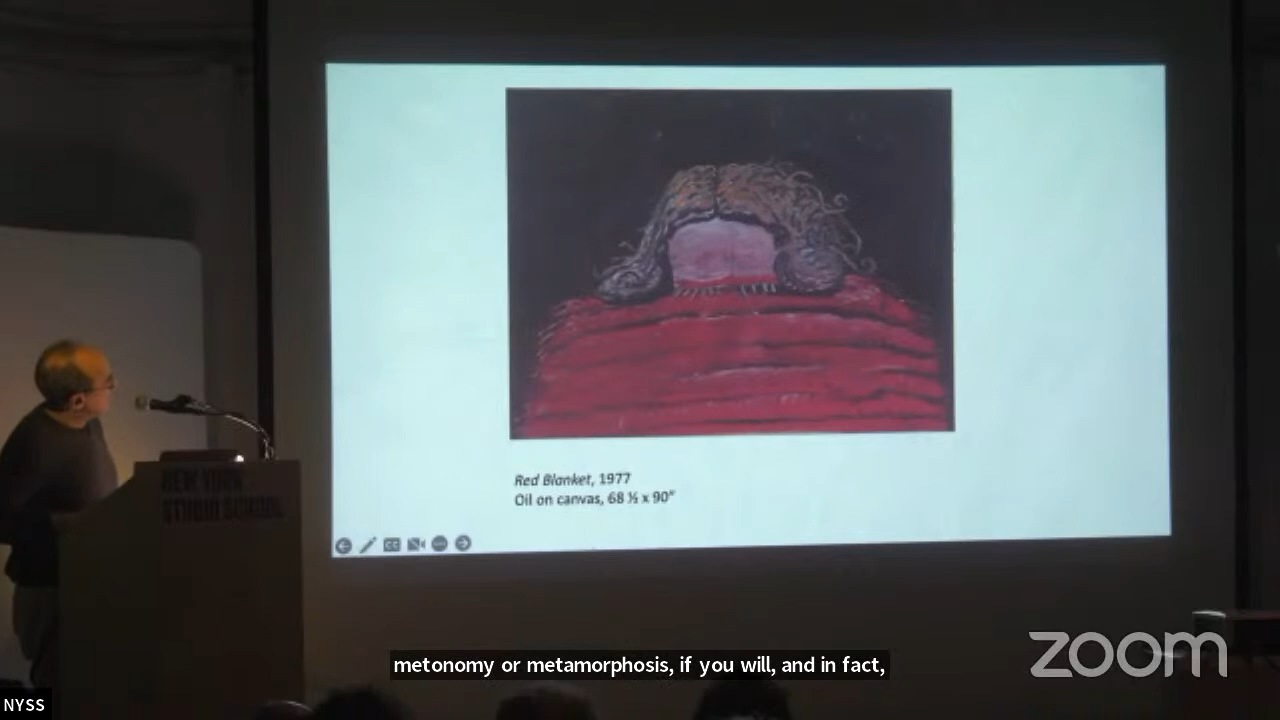 Red Blanket, 1977
Oil on canvas, 68 ½ x 90"
NEW YORK
STUDIO SCHOOL
CC
metonomy or metamorphosis, if you will, and in fact,
zoom
NYSS